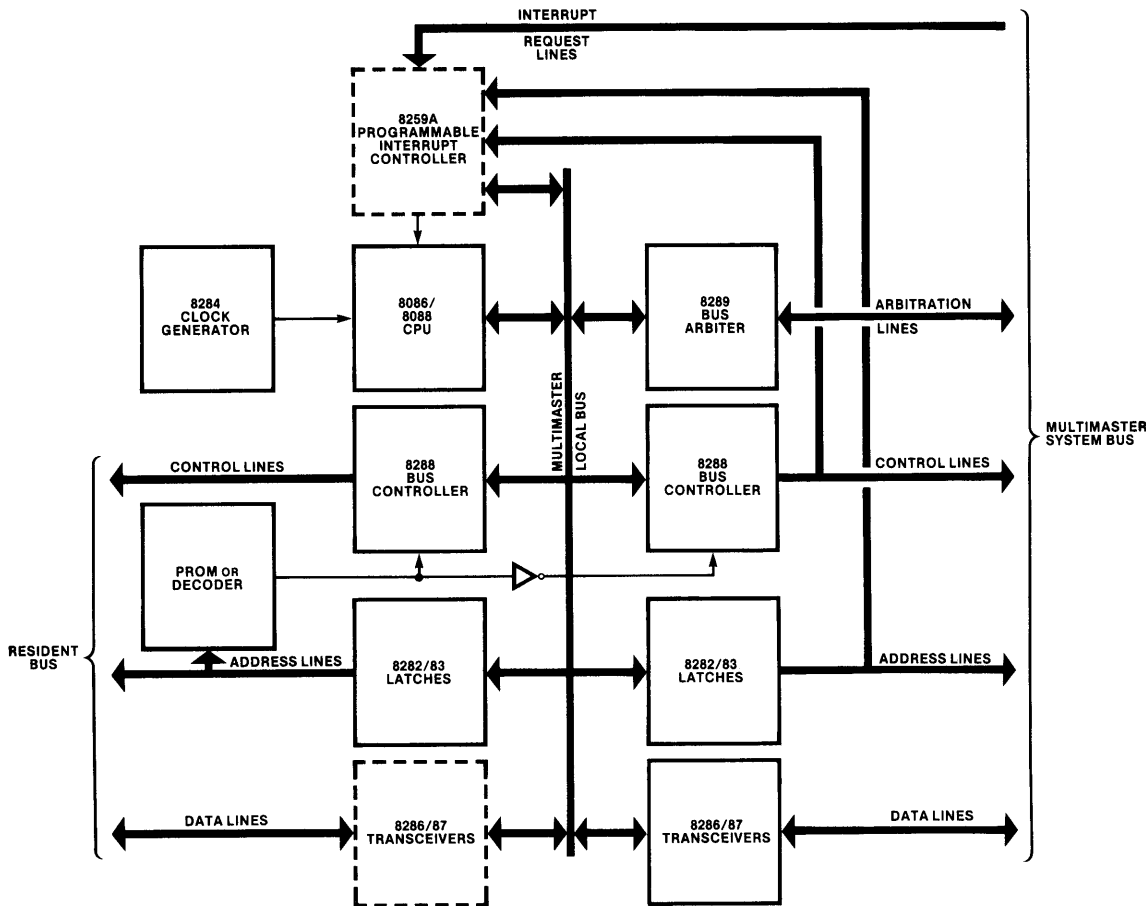 INTERRUPT
REQUEST
LINES
8259A
PROGRAMMABLE
INTERRUPT
CONTROLLER
8284
CLOCK
GENERATOR
8086/
8088
CPU
8289
BUS
ARBITER
ARBITRATION
LINES
MULTIMASTER
LOCAL BUS
MULTIMASTER
SYSTEM BUS
CONTROL LINES
8288
BUS
CONTROLLER
8288
BUS
CONTROLLER
CONTROL LINES
PROM OR
DECODER
RESIDENT
BUS
ADDRESS LINES
8282/83
LATCHES
8282/83
LATCHES
ADDRESS LINES
DATA LINES
8286/87
TRANSCEIVERS
8286/87
TRANSCEIVERS
DATA LINES